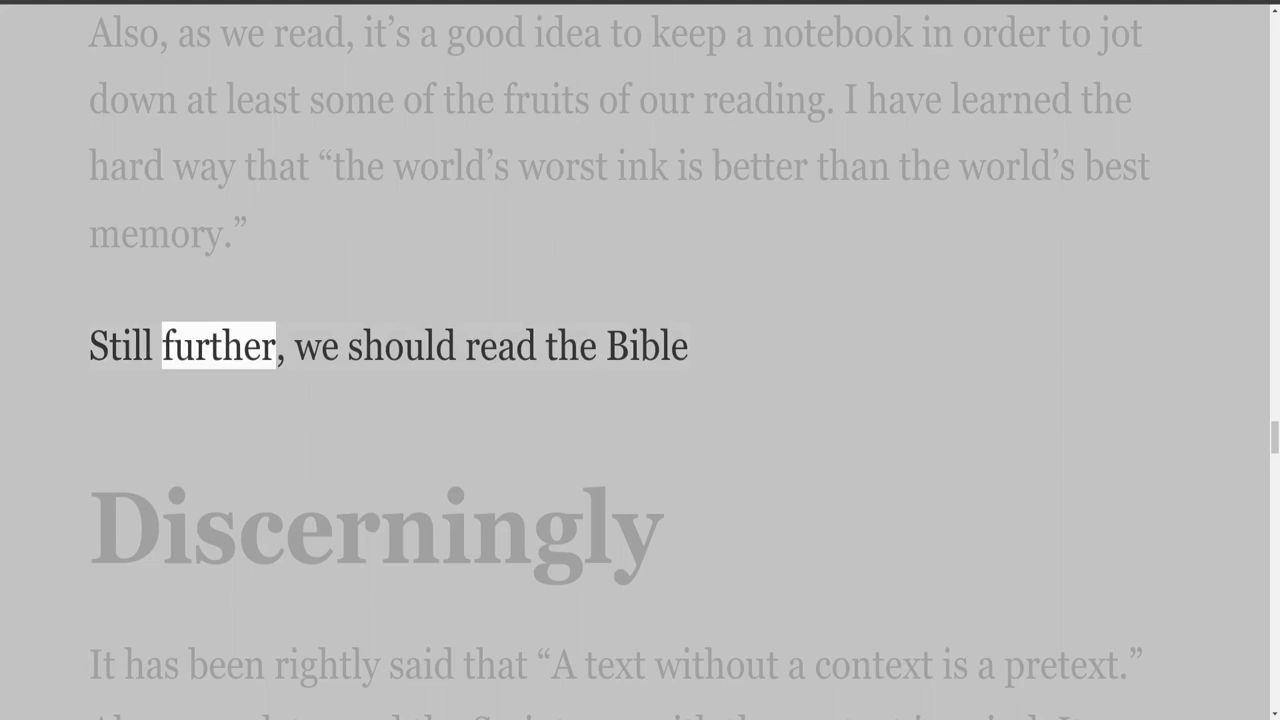 Also, as we read, it’s a good idea to keep a notebook in order to jot
down at least some of the fruits of our reading. I have learned the
hard way that “the world’s worst ink is better than the world’s best
memory.”
Still further, we should read the Bible
Discerningly
It has been rightly said that “A text without a context is a pretext.”